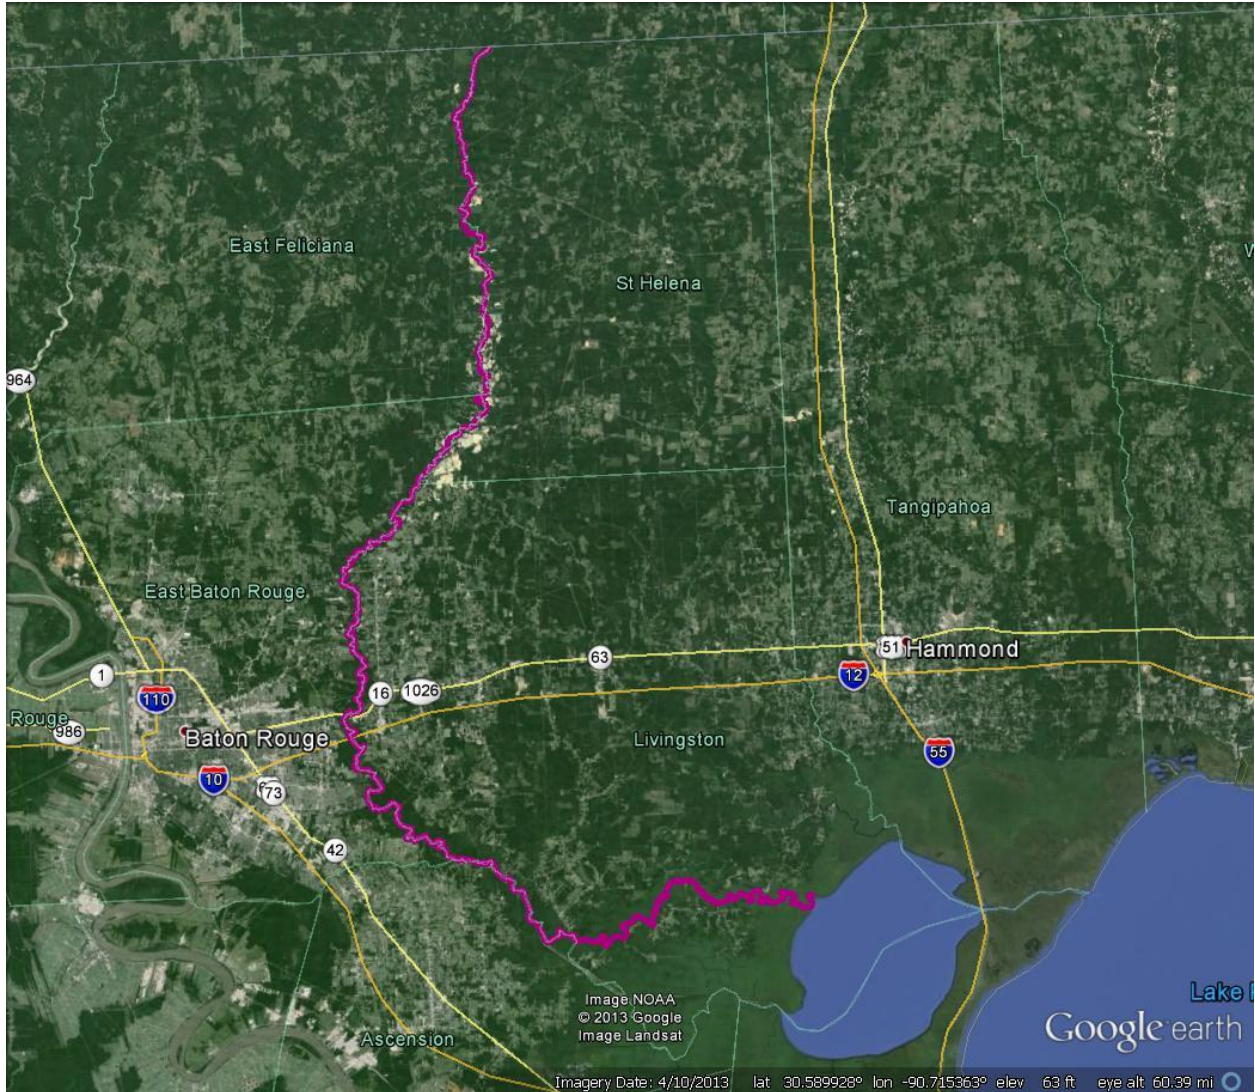 East Feliciana
St Helena
964
Tangipahoa
East Baton Rouge
51
Hammond
63
1
12
16
1026
110
Rouge
986
Baton Rouge
Livingston
55
10
73
42
Image NOAA
© 2013 Google
Image Landsat
Lake
Google earth
Ascension
Imagery Date: 4/10/2013 lat 30.589928° lon -90.715363° elev 63 ft eye alt 60.39 mi